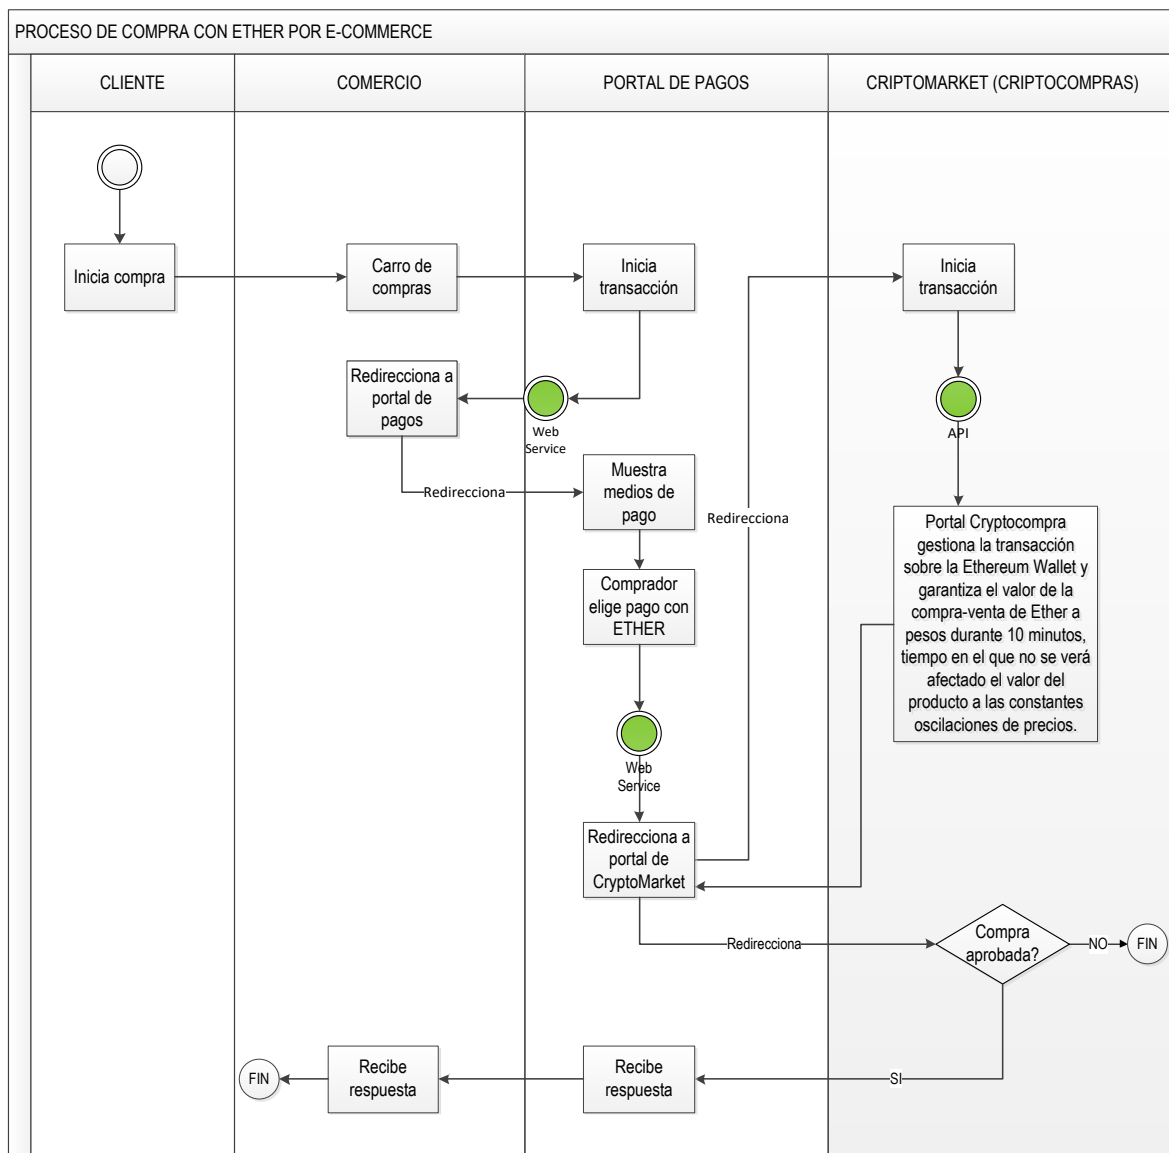 PROCESO DE COMPRA CON ETHER POR E-COMMERCE
CLIENTE
COMERCIO
PORTAL DE PAGOS
CRIPTOMARKET (CRIPTOCOMPRAS)
Inicia compra
Carro de
compras
Inicia
transacción
Inicia
transacción
Redirecciona a
portal de
pagos
Web
Service
API
Redirecciona
Muestra
medios de
pago
Redirecciona
Comprador
elige pago con
ETHER
Portal Cryptocompra
gestiona la transacción
sobre la Ethereum Wallet y
garantiza el valor de la
compra-venta de Ether a
pesos durante 10 minutos,
tiempo en el que no se verá
afectado el valor del
producto a las constantes
oscilaciones de precios.
Web
Service
Redirecciona a
portal de
CryptoMarket
Redirecciona
Compra
aprobada?
NO
FIN
SI
Recibe
respuesta
Recibe
respuesta
FIN